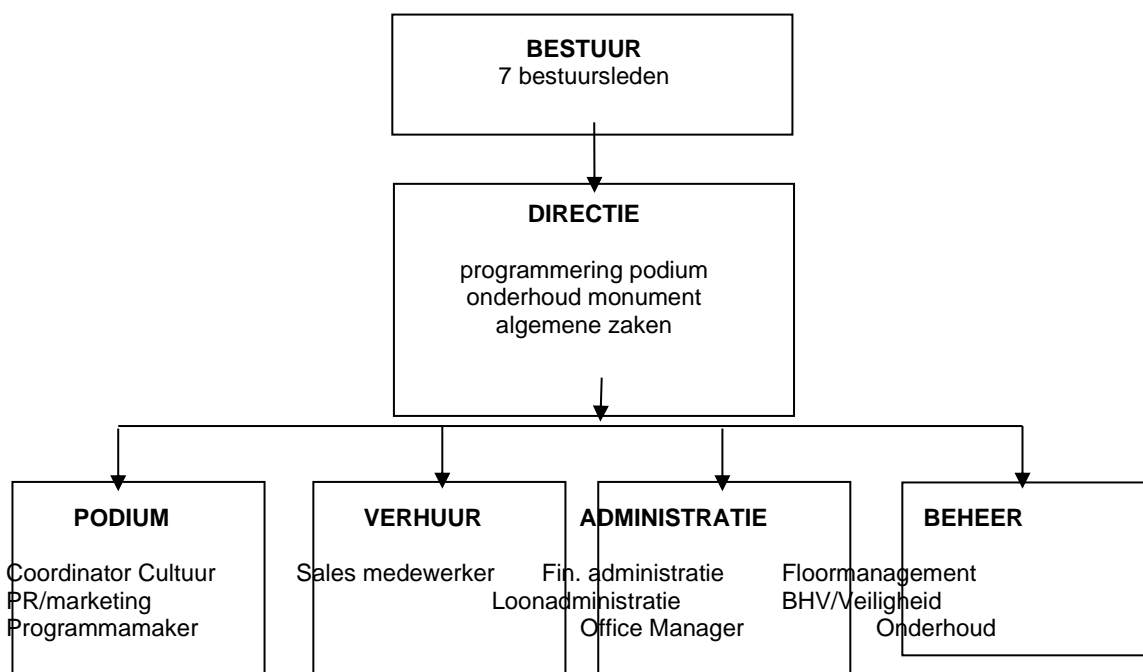 BESTUUR
7 bestuursleden
DIRECTIE
programmering podium
onderhoud monument
algemene zaken
PODIUM
Coordinator Cultuur
PR/marketing
Programmamaker
VERHUUR
Sales medewerker
ADMINISTRATIE
Fin. administratie
Loonadministratie
Office Manager
BEHEER
Floormanagement
BHV/Veiligheid
Onderhoud